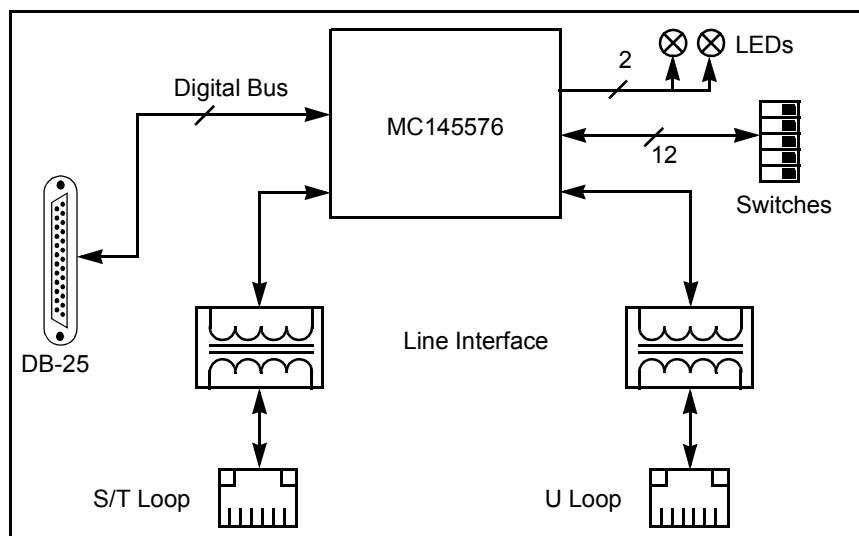 2
LEDs
Digital Bus
MC145576
12
Switches
Line Interface
DB-25
S/T Loop
U Loop